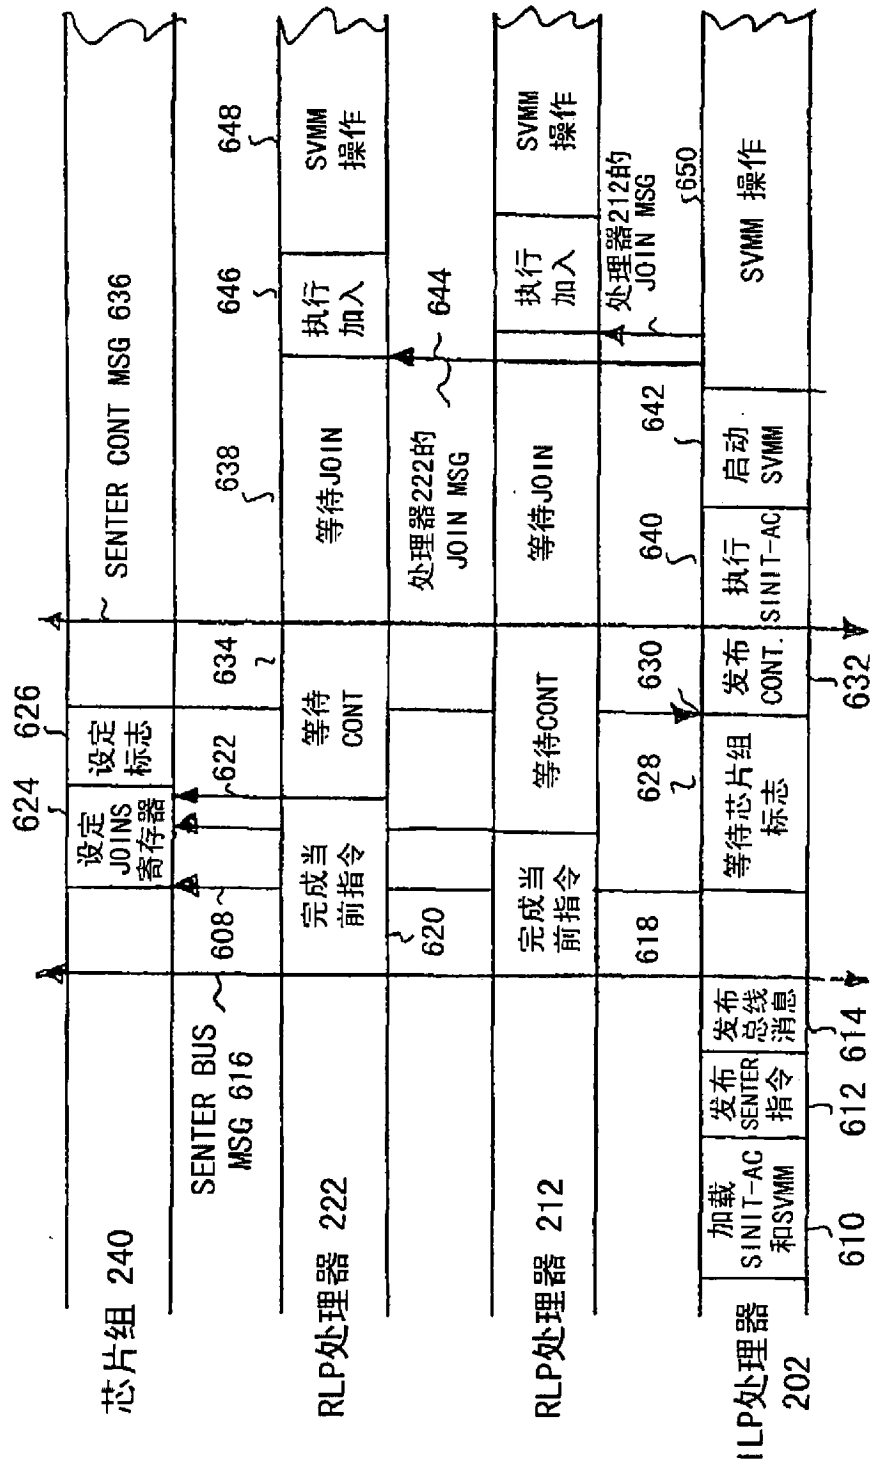 芯片组 240
624
设定
JOINS
寄存器
626
设定
标志
SENTER CONT MSG 636
SENTER BUS
MSG 616
608
622
634
638
646
648
RLP处理器 222
完成当
前指令
等待
CONT
等待JOIN
执行
加入
SVMM
操作
620
处理器222的
JOIN MSG
644
RLP处理器 212
完成当
前指令
等待CONT
等待JOIN
执行
加入
SVMM
操作
618
628
630
640
642
处理器212的
JOIN MSG
650
ILP处理器
202
加载
SINIT-AC
和SVMM
发布
SENTER
指令
发布
总线
消息
等待芯片组
标志
发布
CONT.
执行
SINIT-AC
启动
SVMM
SVMM 操作
610
612
614
632